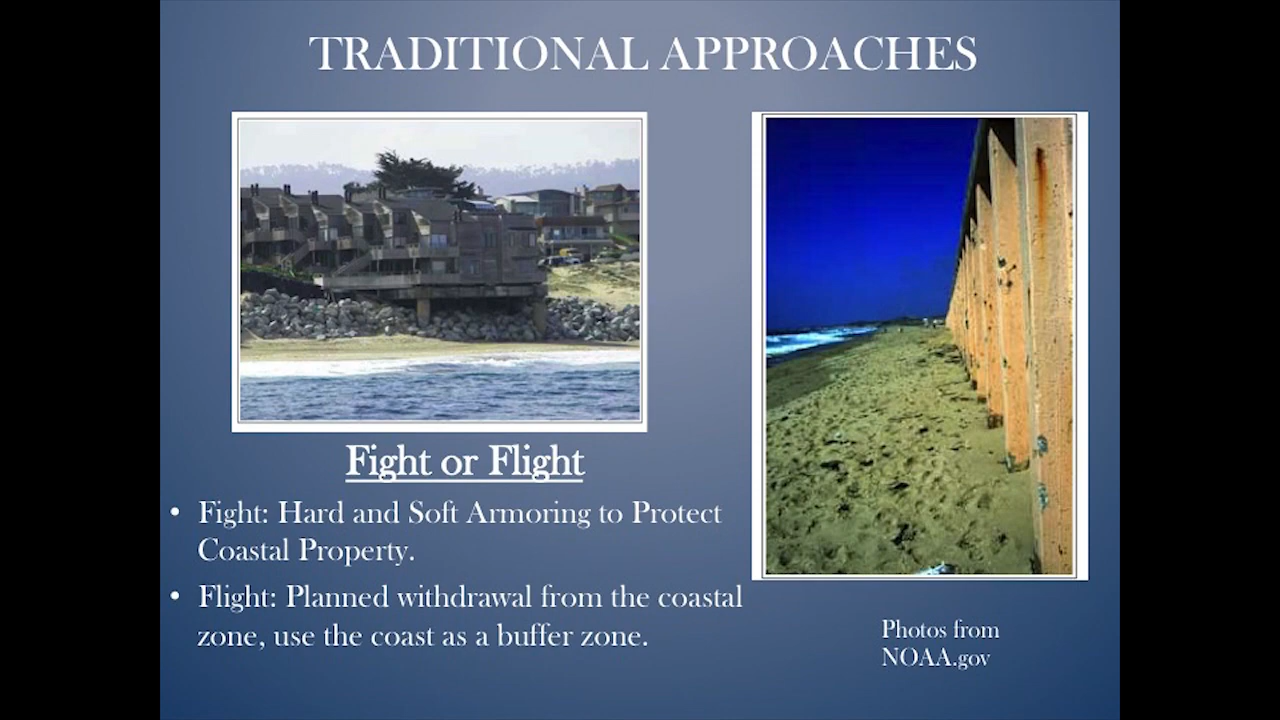 TRADITIONAL APPROACHES
Fight or Flight
• Fight: Hard and Soft Armoring to Protect
Coastal Property.
• Flight: Planned withdrawal from the coastal
zone, use the coast as a buffer zone.
Photos from
NOAA.gov